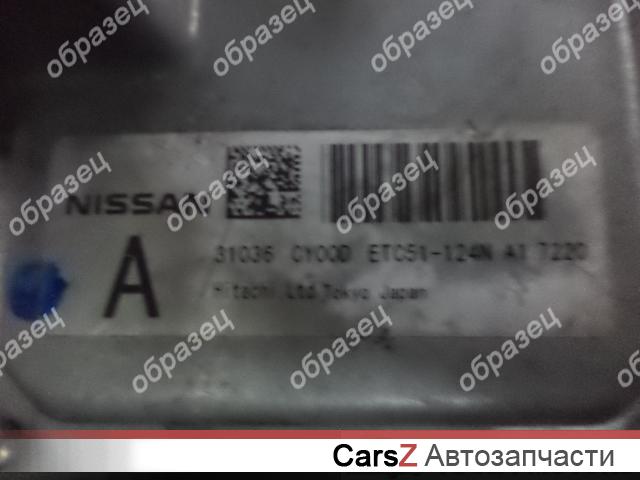 NISSAN
A
31036 CY00D ETC51-124N A1 7220
Hitachi Ltd. Tokyo Japan
образец
образец
образец
образец
образец
образец
образец
образец
образец
образец
образец
образец
CarsZ Автозапчасти